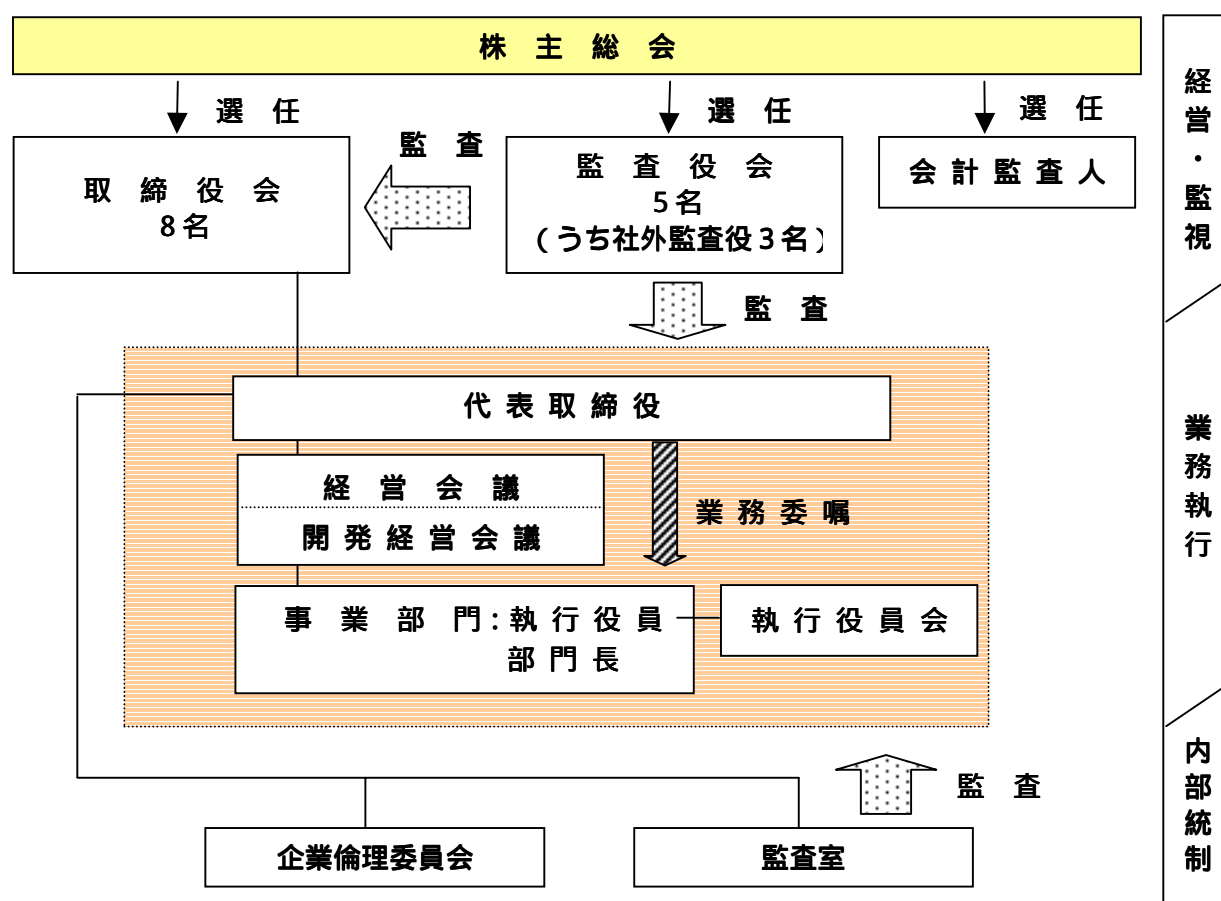 株主総会
選任
選任
選任
取締役会
8名
監査
監査役会
5名
(うち社外監査役3名)
会計監査人
監査
代表取締役
経営会議
開発経営会議
業務委嘱
事業部門:執行役員
部門長
執行役員会
監査
企業倫理委員会
監査室
経営・監視
業務執行
内部統制